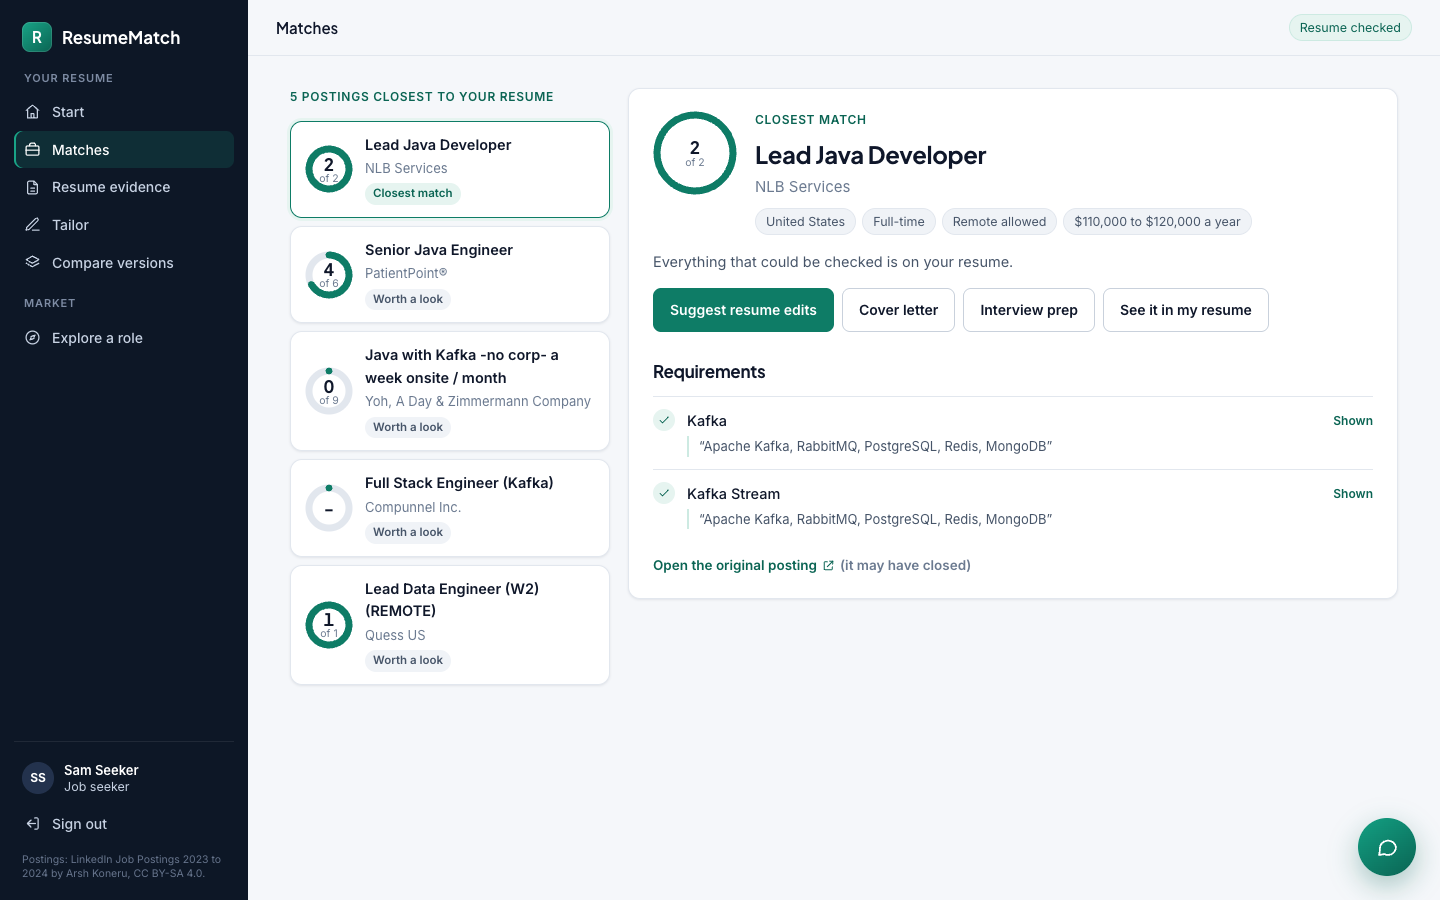 R ResumeMatch
YOUR RESUME
Start
Matches
Resume evidence
Tailor
Compare versions
MARKET
Explore a role
SS
Sam Seeker
Job seeker
Sign out
Postings: LinkedIn Job Postings 2023 to
2024 by Arsh Koneru, CC BY-SA 4.0.
Matches
Resume checked
5 POSTINGS CLOSEST TO YOUR RESUME
2
of 2
Lead Java Developer
NLB Services
Closest match
4
of 6
Senior Java Engineer
PatientPoint®
Worth a look
0
of 9
Java with Kafka -no corp- a
week onsite / month
Yoh, A Day & Zimmermann Company
Worth a look
–
Full Stack Engineer (Kafka)
Compunnel Inc.
Worth a look
1
of 1
Lead Data Engineer (W2)
(REMOTE)
Quess US
Worth a look
2
of 2
CLOSEST MATCH
Lead Java Developer
NLB Services
United States
Full-time
Remote allowed
$110,000 to $120,000 a year
Everything that could be checked is on your resume.
Suggest resume edits
Cover letter
Interview prep
See it in my resume
Requirements
Kafka
Shown
“Apache Kafka, RabbitMQ, PostgreSQL, Redis, MongoDB”
Kafka Stream
Shown
“Apache Kafka, RabbitMQ, PostgreSQL, Redis, MongoDB”
Open the original posting (it may have closed)